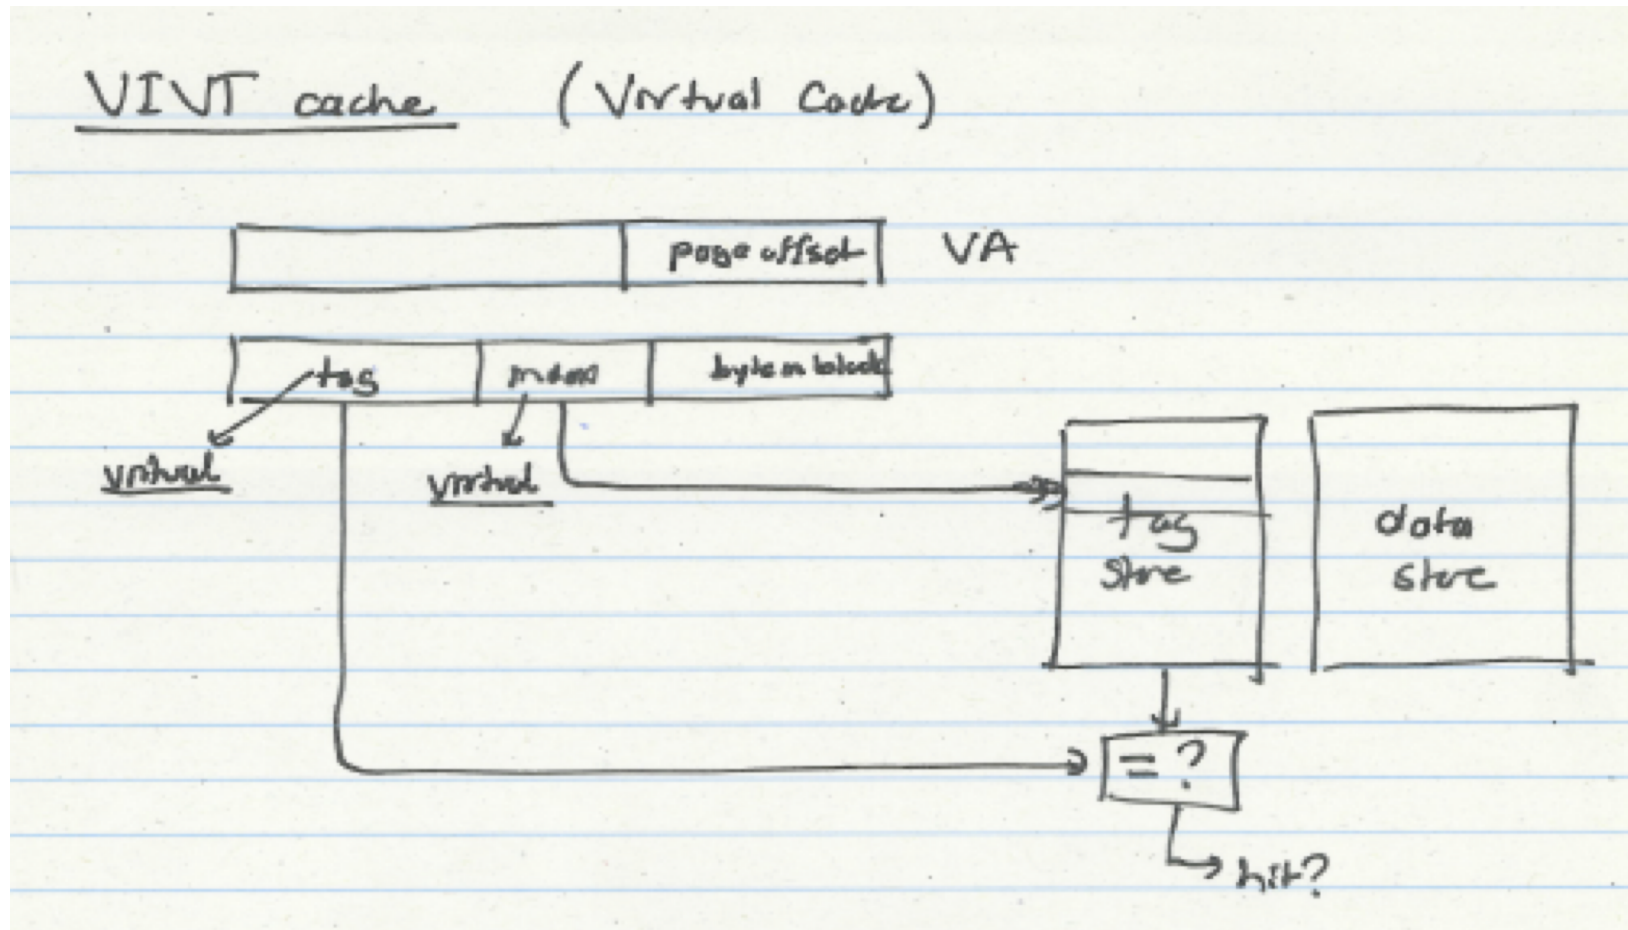 VIVT cache (Virtual Cache)
page offset VA
tag index byte in block
virtual virtual
tag store
data store
= ?
hit?